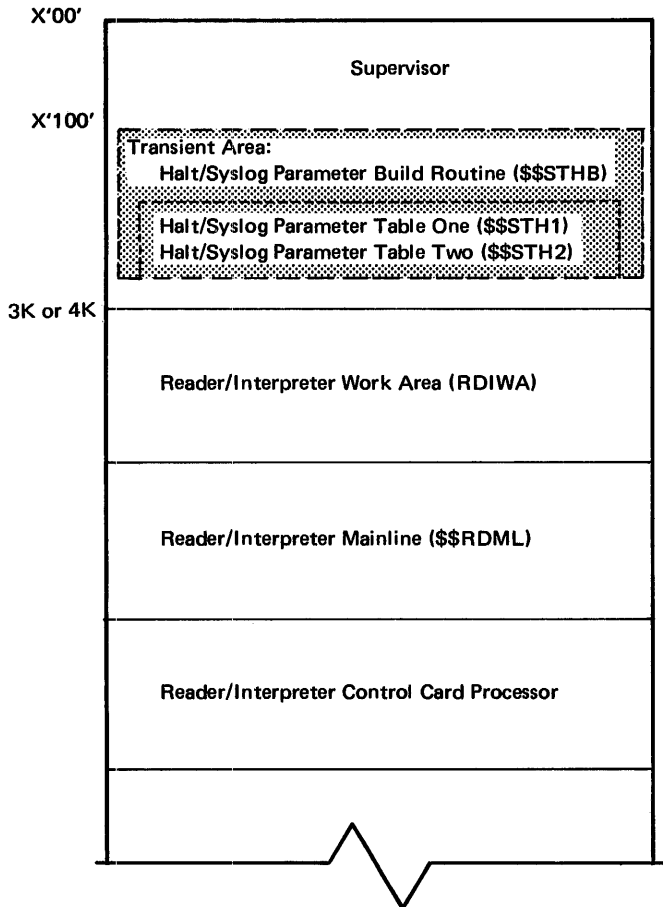 X'00'
Supervisor
X'100'
Transient Area:
Halt/Syslog Parameter Build Routine ($$STHB)
Halt/Syslog Parameter Table One ($$STH1)
Halt/Syslog Parameter Table Two ($$STH2)
3K or 4K
Reader/Interpreter Work Area (RDIWA)
Reader/Interpreter Mainline ($$RDML)
Reader/Interpreter Control Card Processor